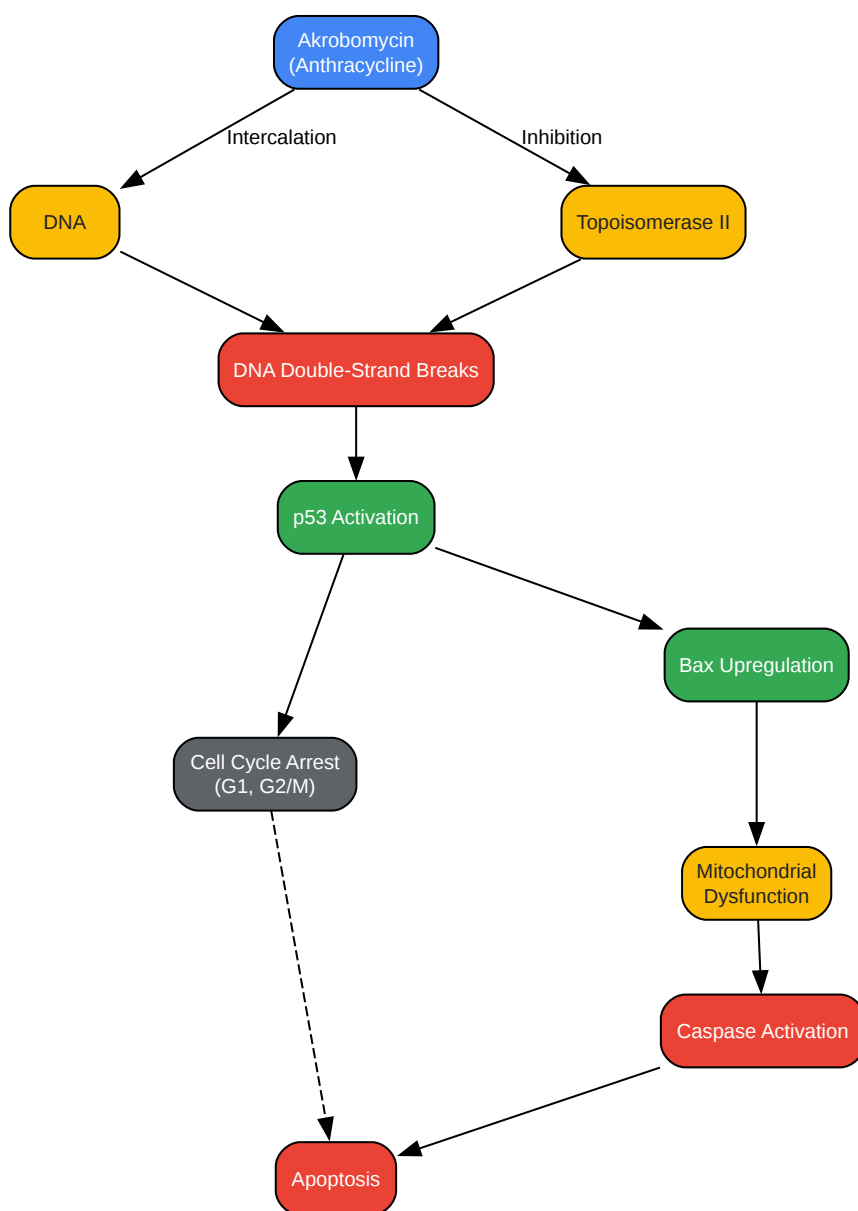 Akrobomycin
(Anthracycline)
Intercalation
Inhibition
DNA
Topoisomerase II
DNA Double-Strand Breaks
p53 Activation
Bax Upregulation
Cell Cycle Arrest
(G1, G2/M)
Mitochondrial
Dysfunction
Caspase Activation
Apoptosis